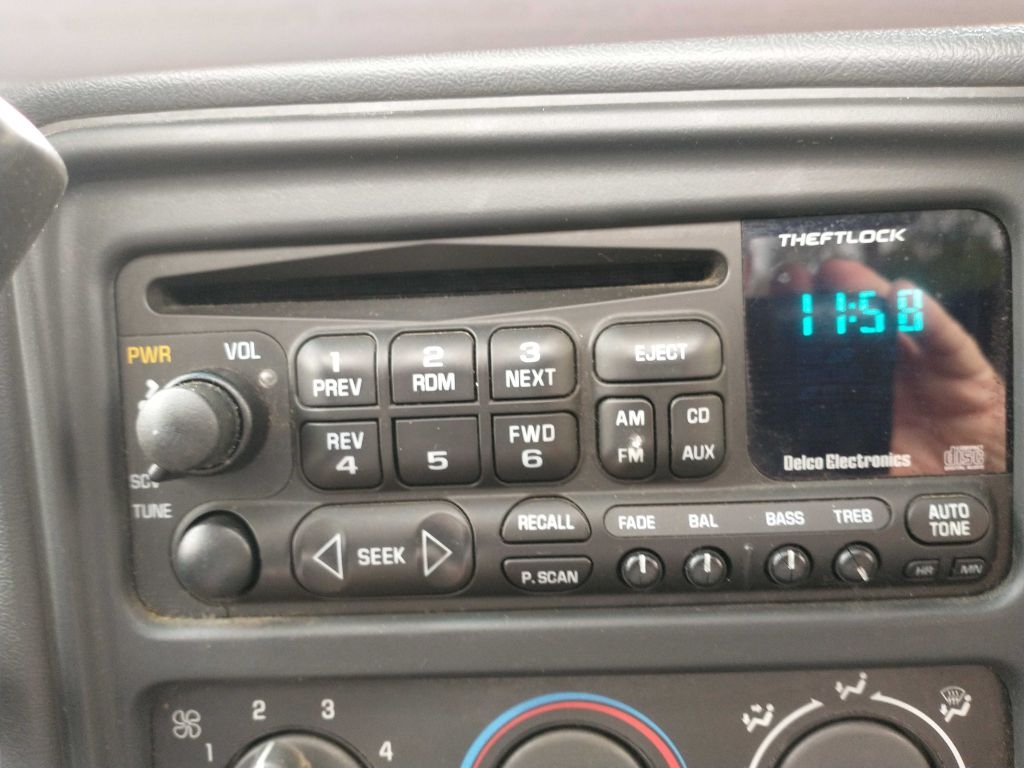 THEFTLOCK
11:58
PWR VOL
1 PREV
2 RDM
3 NEXT
EJECT
AM FM
CD AUX
REV 4
5
FWD 6
Delco Electronics
disc
SCV
TUNE
SEEK
RECALL
P.SCAN
FADE BAL BASS TREB
AUTO TONE
HR MN
1 2 3 4